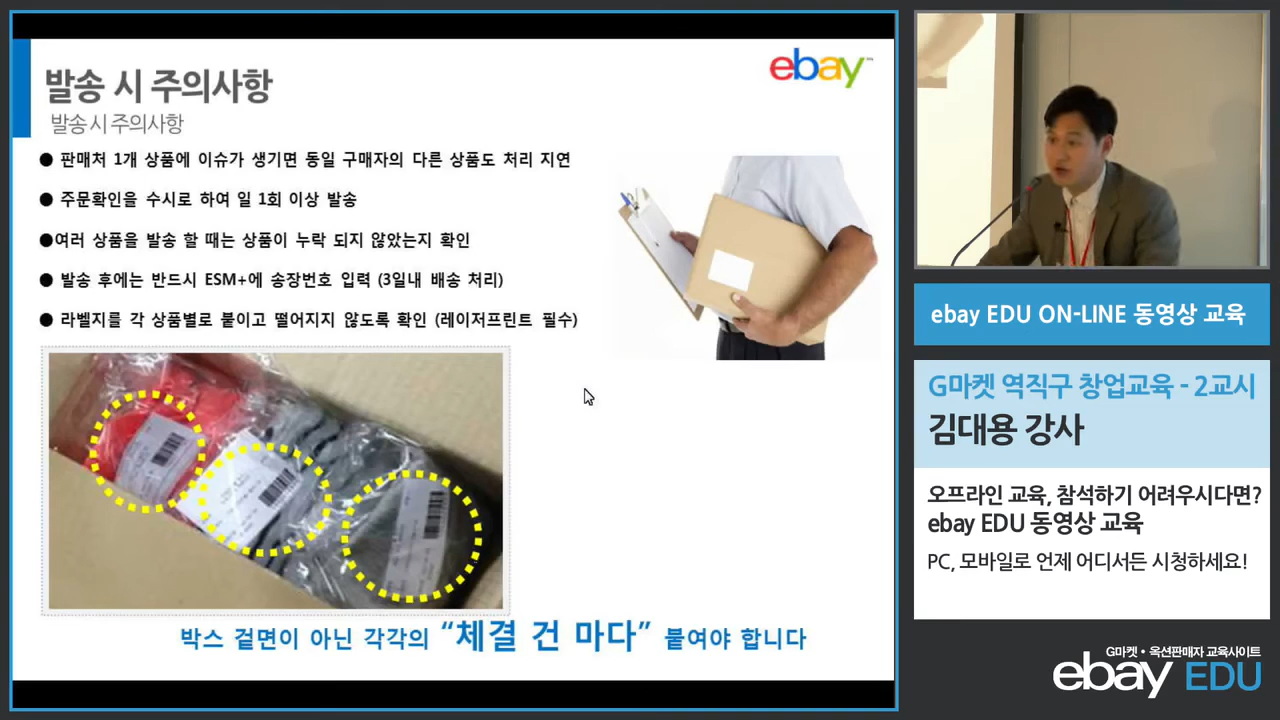 발송 시 주의사항
발송 시 주의사항
ebay™
● 판매처 1개 상품에 이슈가 생기면 동일 구매자의 다른 상품도 처리 지연
● 주문확인을 수시로 하여 일 1회 이상 발송
●여러 상품을 발송 할 때는 상품이 누락 되지 않았는지 확인
● 발송 후에는 반드시 ESM+에 송장번호 입력 (3일내 배송 처리)
● 라벨지를 각 상품별로 붙이고 떨어지지 않도록 확인 (레이저프린트 필수)
박스 겉면이 아닌 각각의 “체결 건 마다” 붙여야 합니다
ebay EDU ON-LINE 동영상 교육
G마켓 역직구 창업교육 - 2교시
김대용 강사
오프라인 교육, 참석하기 어려우시다면?
ebay EDU 동영상 교육
PC, 모바일로 언제 어디서든 시청하세요!
G마켓 • 옥션판매자 교육사이트
ebay EDU